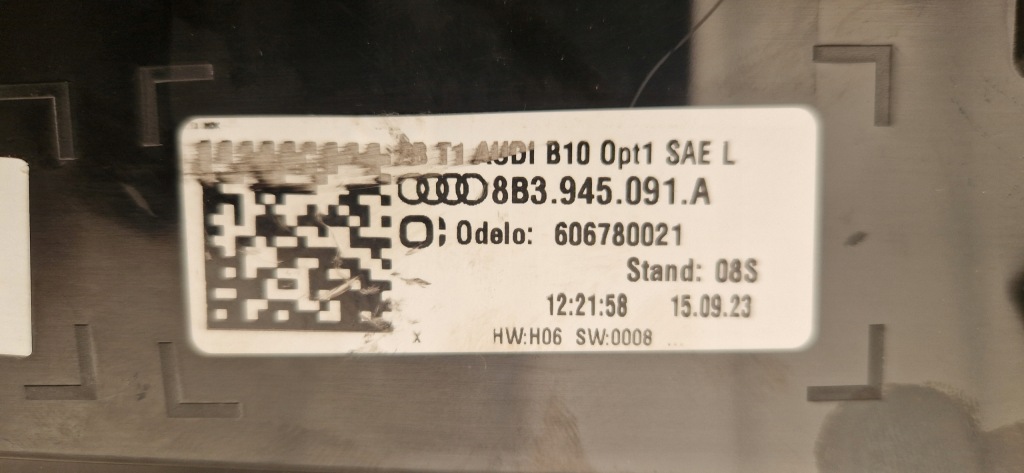 T1 AUDI B10 Opt1 SAE L
8B3.945.091.A
Odelo: 606780021
Stand: 08S
12:21:58 15.09.23
X HW:H06 SW:0008